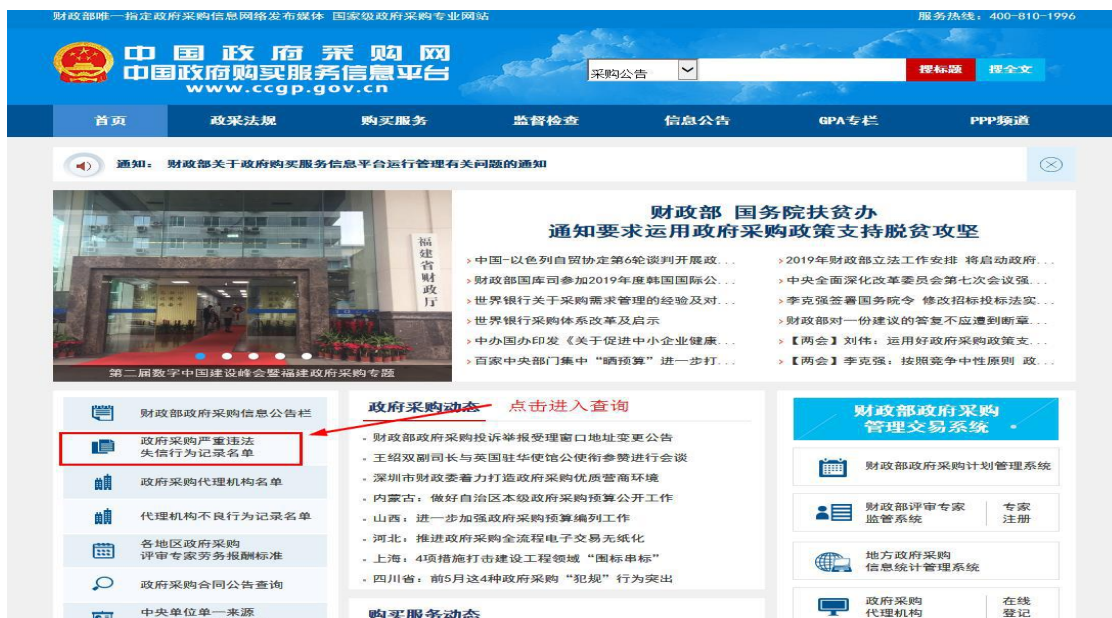 财政部唯一指定政府采购信息网络发布媒体 国家级政府采购专业网站
服务热线：400-810-1996
中国政府采购网
中国政府购买服务信息平台
www.ccgp.gov.cn
采购公告
搜标题 搜全文
首页 政采法规 购买服务 监督检查 信息公告 GPA专栏 PPP频道
通知： 财政部关于政府购买服务信息平台运行管理有关问题的通知
福建省财政厅
第二届数字中国建设峰会暨福建政府采购专题
财政部 国务院扶贫办
通知要求运用政府采购政策支持脱贫攻坚
中国-以色列自贸协定第6轮谈判开展政...
财政部国库司参加2019年度韩国国际公...
世界银行关于采购需求管理的经验及对...
世界银行采购体系改革及启示
中办国办印发《关于促进中小企业健康...
百家中央部门集中“晒预算”进一步打...
2019年财政部立法工作安排 将启动政府...
中央全面深化改革委员会第七次会议强...
李克强签署国务院令 修改招标投标法实...
财政部对一份建议的答复不应遭到断章...
【两会】刘伟：运用好政府采购政策支...
【两会】李克强：按照竞争中性原则 政...
财政部政府采购信息公告栏
政府采购严重违法
失信行为记录名单
政府采购代理机构名单
代理机构不良行为记录名单
各地区政府采购
评审专家劳务报酬标准
政府采购合同公告查询
中央单位单一来源
政府采购动态
点击进入查询
财政部政府采购投诉举报受理窗口地址变更公告
王绍双副司长与英国驻华使馆公使衔参赞进行会谈
深圳市财政委着力打造政府采购优质营商环境
内蒙古：做好自治区本级政府采购预算公开工作
山西：进一步加强政府采购预算编列工作
河北：推进政府采购全流程电子交易无纸化
上海：4项措施打击建设工程领域“围标串标”
四川省：前5月这4种政府采购“犯规”行为突出
购买服务动态
财政部政府采购
管理交易系统
财政部政府采购计划管理系统
财政部评审专家
监管系统
专家
注册
地方政府采购
信息统计管理系统
政府采购
代理机构
在线
登记